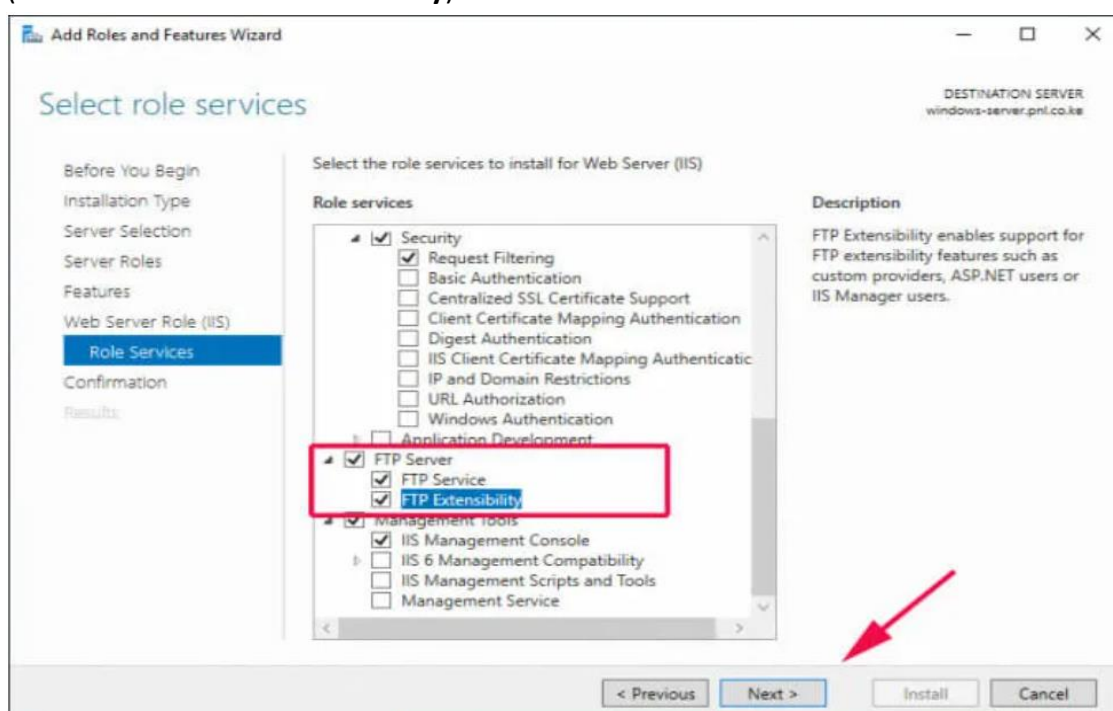 Add Roles and Features Wizard
Select role services
DESTINATION SERVER
windows-server.pnl.co.ke
Before You Begin
Installation Type
Server Selection
Server Roles
Features
Web Server Role (IIS)
Role Services
Confirmation
Results
Select the role services to install for Web Server (IIS)
Role services
Security
Request Filtering
Basic Authentication
Centralized SSL Certificate Support
Client Certificate Mapping Authentication
Digest Authentication
IIS Client Certificate Mapping Authenticatic
IP and Domain Restrictions
URL Authorization
Windows Authentication
Application Development
FTP Server
FTP Service
FTP Extensibility
Management Tools
IIS Management Console
IIS 6 Management Compatibility
IIS Management Scripts and Tools
Management Service
Description
FTP Extensibility enables support for
FTP extensibility features such as
custom providers, ASP.NET users or
IIS Manager users.
< Previous
Next >
Install
Cancel